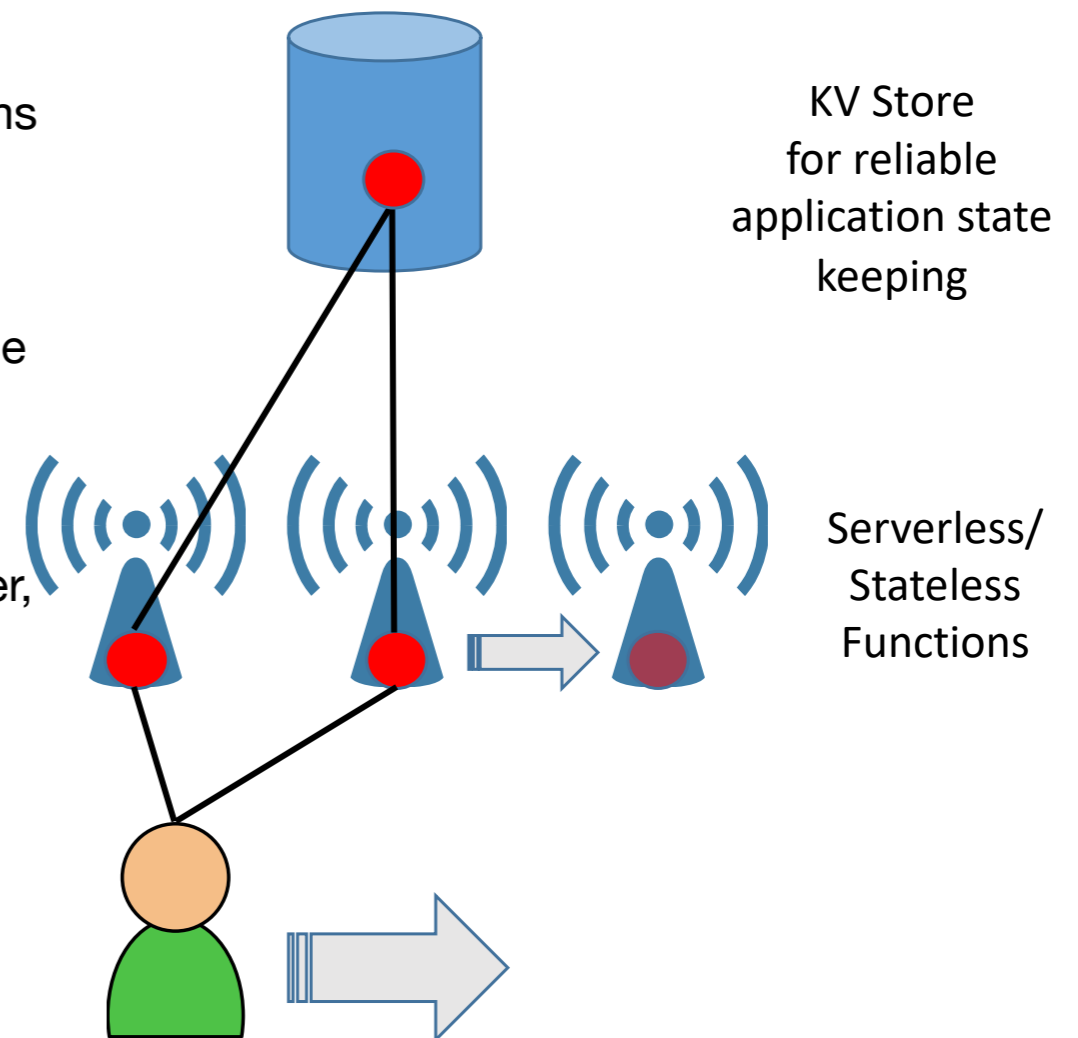 KV Store
for reliable
application state
keeping
Serverless/
Stateless
Functions